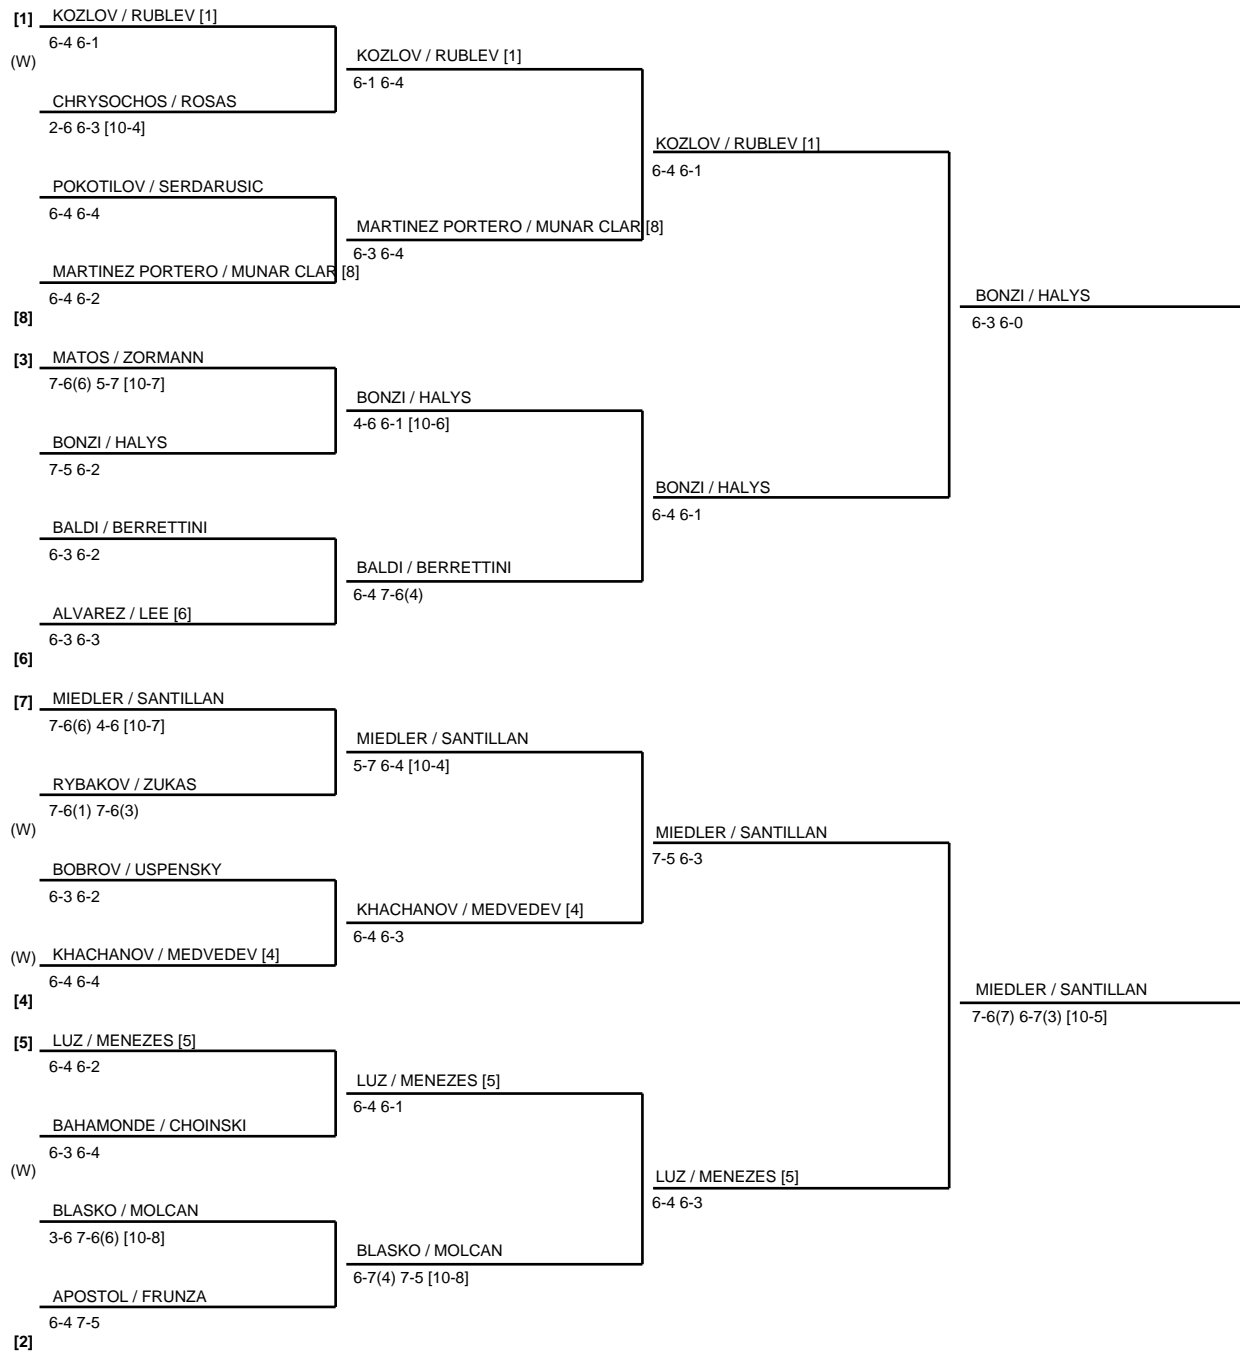 [1] KOZLOV / RUBLEV [1]
6-4 6-1
(W)
CHRYSOCHOS / ROSAS
2-6 6-3 [10-4]
POKOTILOV / SERDARUSIC
6-4 6-4
MARTINEZ PORTERO / MUNAR CLAR [8]
6-4 6-2
[8]
[3] MATOS / ZORMANN
7-6(6) 5-7 [10-7]
BONZI / HALYS
7-5 6-2
BALDI / BERRETTINI
6-3 6-2
ALVAREZ / LEE [6]
6-3 6-3
[6]
[7] MIEDLER / SANTILLAN
7-6(6) 4-6 [10-7]
RYBAKOV / ZUKAS
7-6(1) 7-6(3)
(W)
BOBROV / USPENSKY
6-3 6-2
(W) KHACHANOV / MEDVEDEV [4]
6-4 6-4
[4]
[5] LUZ / MENEZES [5]
6-4 6-2
BAHAMONDE / CHOINSKI
6-3 6-4
(W)
BLASKO / MOLCAN
3-6 7-6(6) [10-8]
APOSTOL / FRUNZA
6-4 7-5
[2]
KOZLOV / RUBLEV [1]
6-1 6-4
MARTINEZ PORTERO / MUNAR CLAR [8]
6-3 6-4
BONZI / HALYS
4-6 6-1 [10-6]
BALDI / BERRETTINI
6-4 7-6(4)
MIEDLER / SANTILLAN
5-7 6-4 [10-4]
KHACHANOV / MEDVEDEV [4]
6-4 6-3
LUZ / MENEZES [5]
6-4 6-1
BLASKO / MOLCAN
6-7(4) 7-5 [10-8]
KOZLOV / RUBLEV [1]
6-4 6-1
BONZI / HALYS
6-4 6-1
MIEDLER / SANTILLAN
7-5 6-3
LUZ / MENEZES [5]
6-4 6-3
BONZI / HALYS
6-3 6-0
MIEDLER / SANTILLAN
7-6(7) 6-7(3) [10-5]